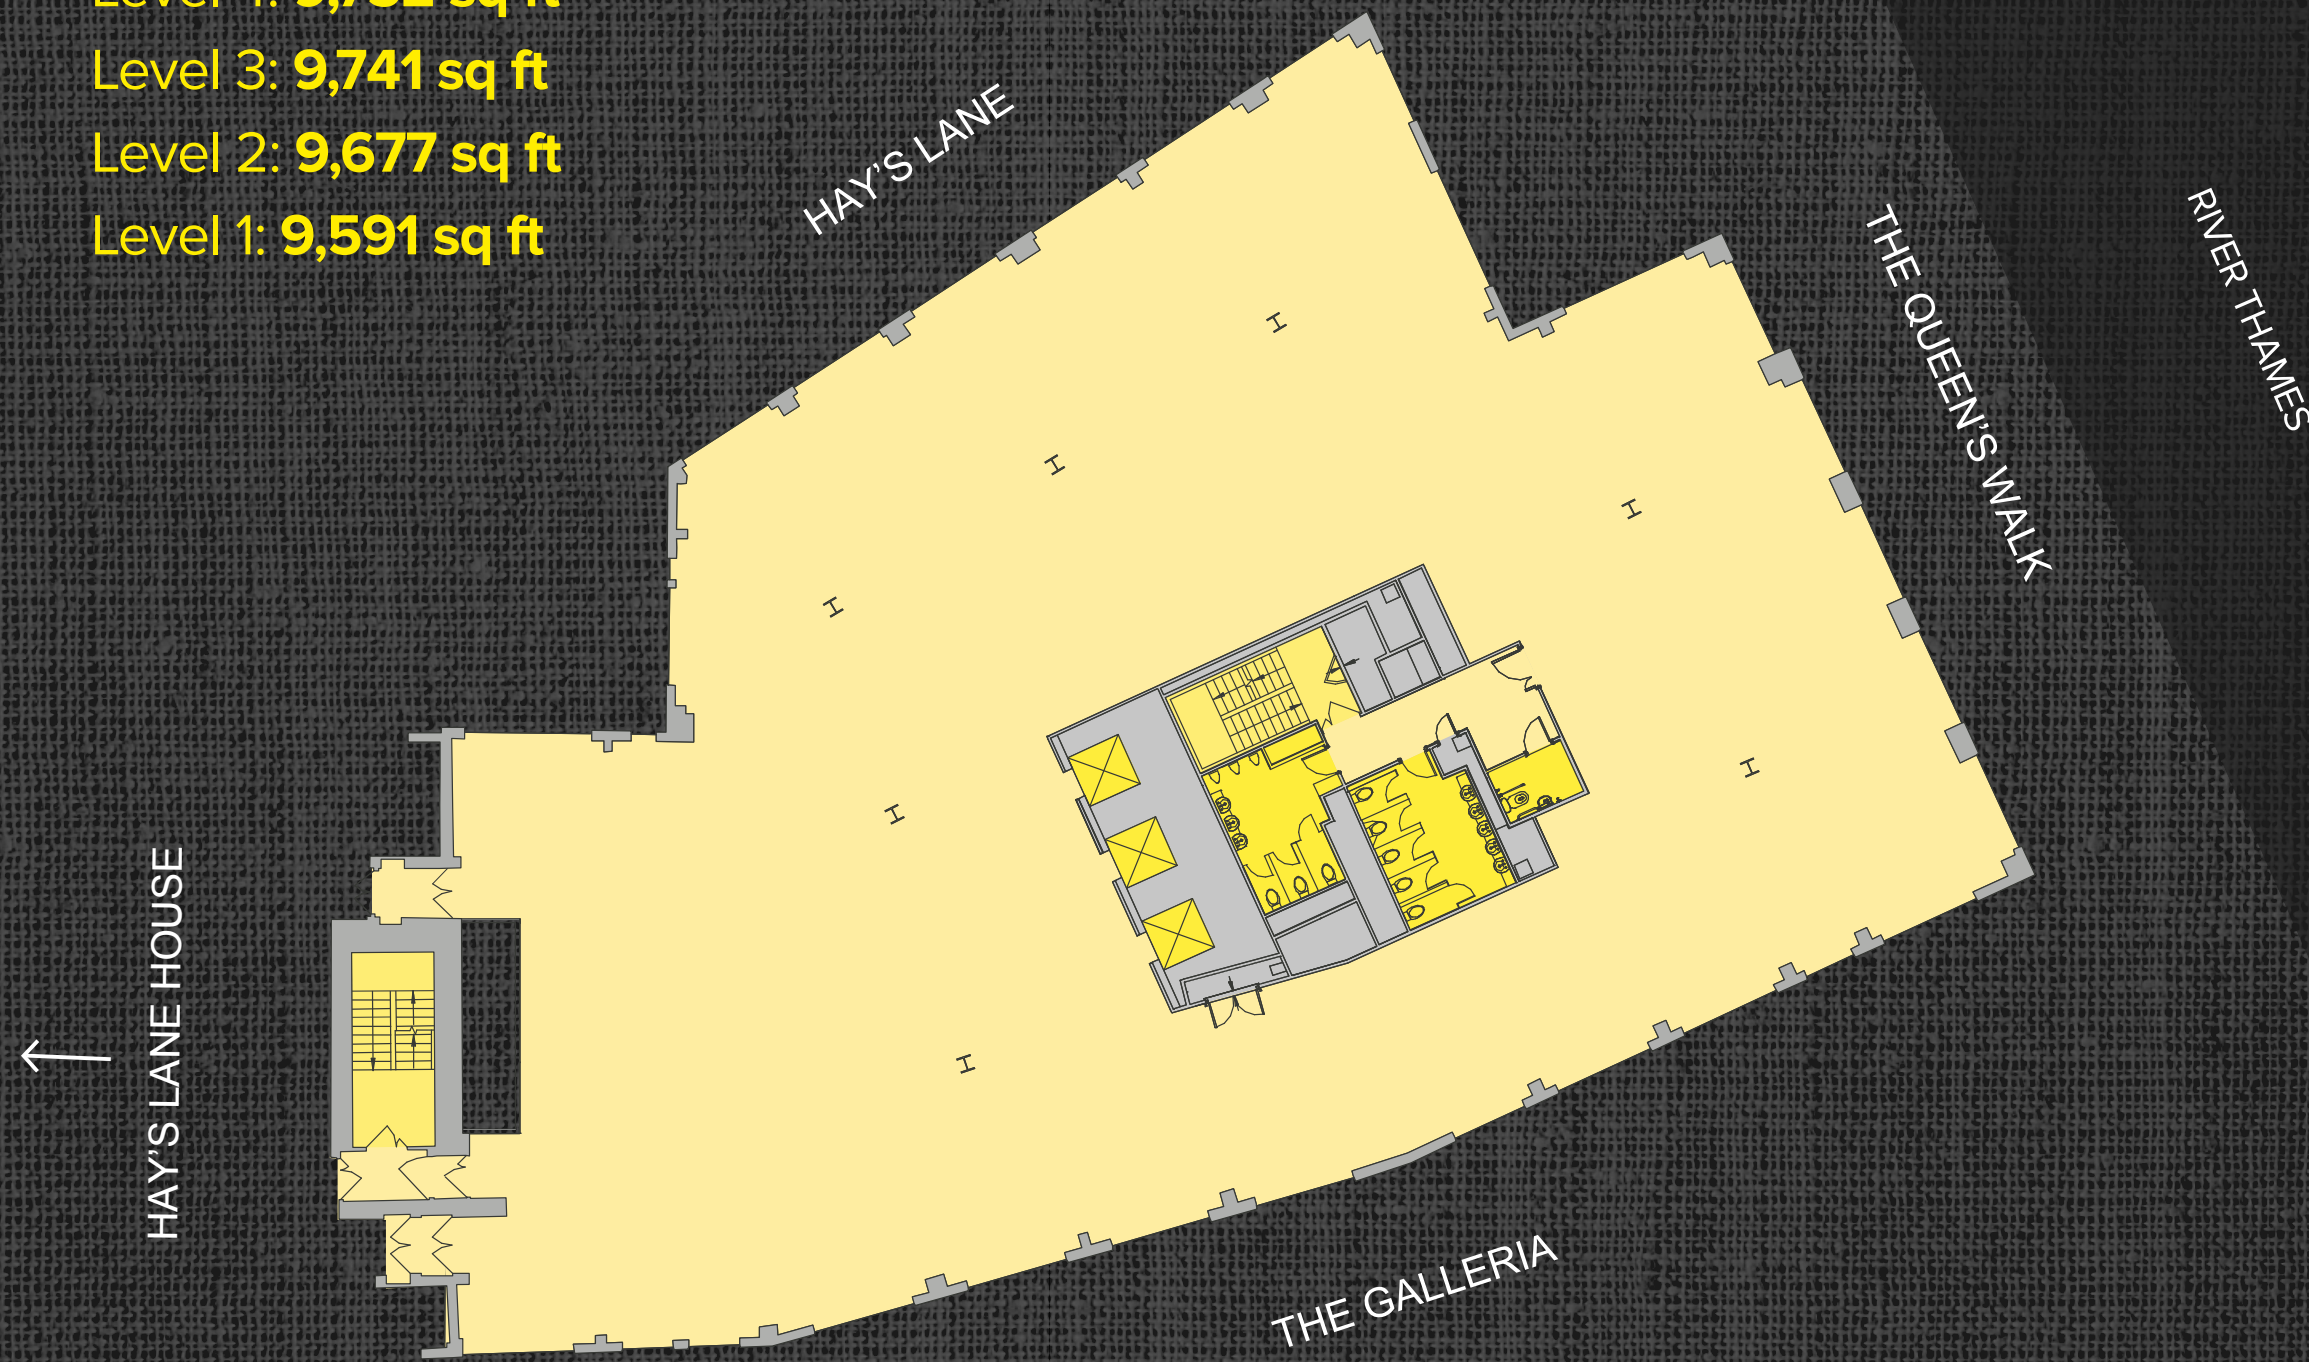 Level 3: 9,741 sq ft
Level 2: 9,677 sq ft
Level 1: 9,591 sq ft
HAY'S LANE
THE QUEEN'S WALK
RIVER THAMES
HAY'S LANE HOUSE
THE GALLERIA